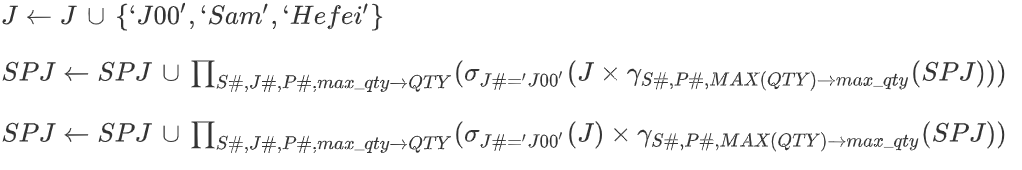 J ← J ∪ {‘J00′,‘Sam′,‘Hefei′}
SPJ ← SPJ ∪ ∏_{S#,J#,P#,max_qty→QTY}(σ_{J#=′J00′}(J × γ_{S#,P#,MAX(QTY)→max_qty}(SPJ)))
SPJ ← SPJ ∪ ∏_{S#,J#,P#,max_qty→QTY}(σ_{J#=′J00′}(J) × γ_{S#,P#,MAX(QTY)→max_qty}(SPJ))